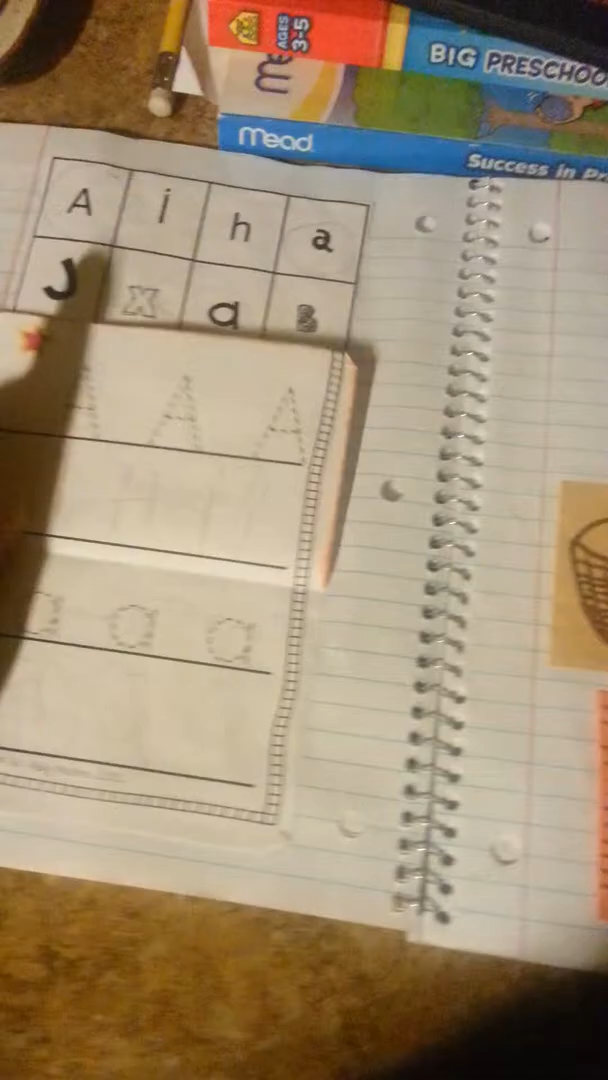 AGES
3-5
BIG PRESCHOO
Mead
Success in Pr
A i h a
J x a B
A A A
a a a